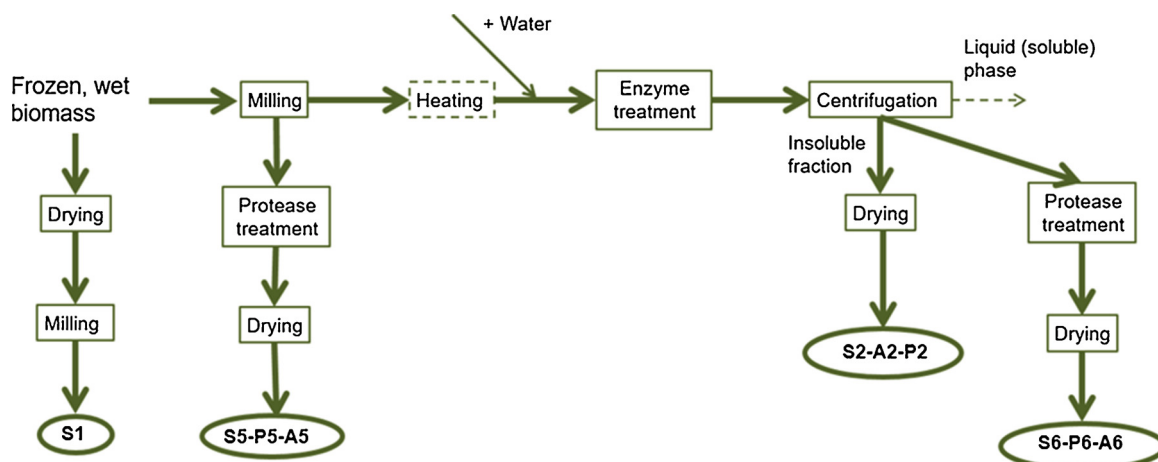 + Water
Frozen, wet
biomass
Milling
Heating
Enzyme
treatment
Centrifugation
Liquid (soluble)
phase
Insoluble
fraction
Drying
Protease
treatment
Drying
Protease
treatment
Milling
Drying
S2-A2-P2
Drying
S1
S5-P5-A5
S6-P6-A6